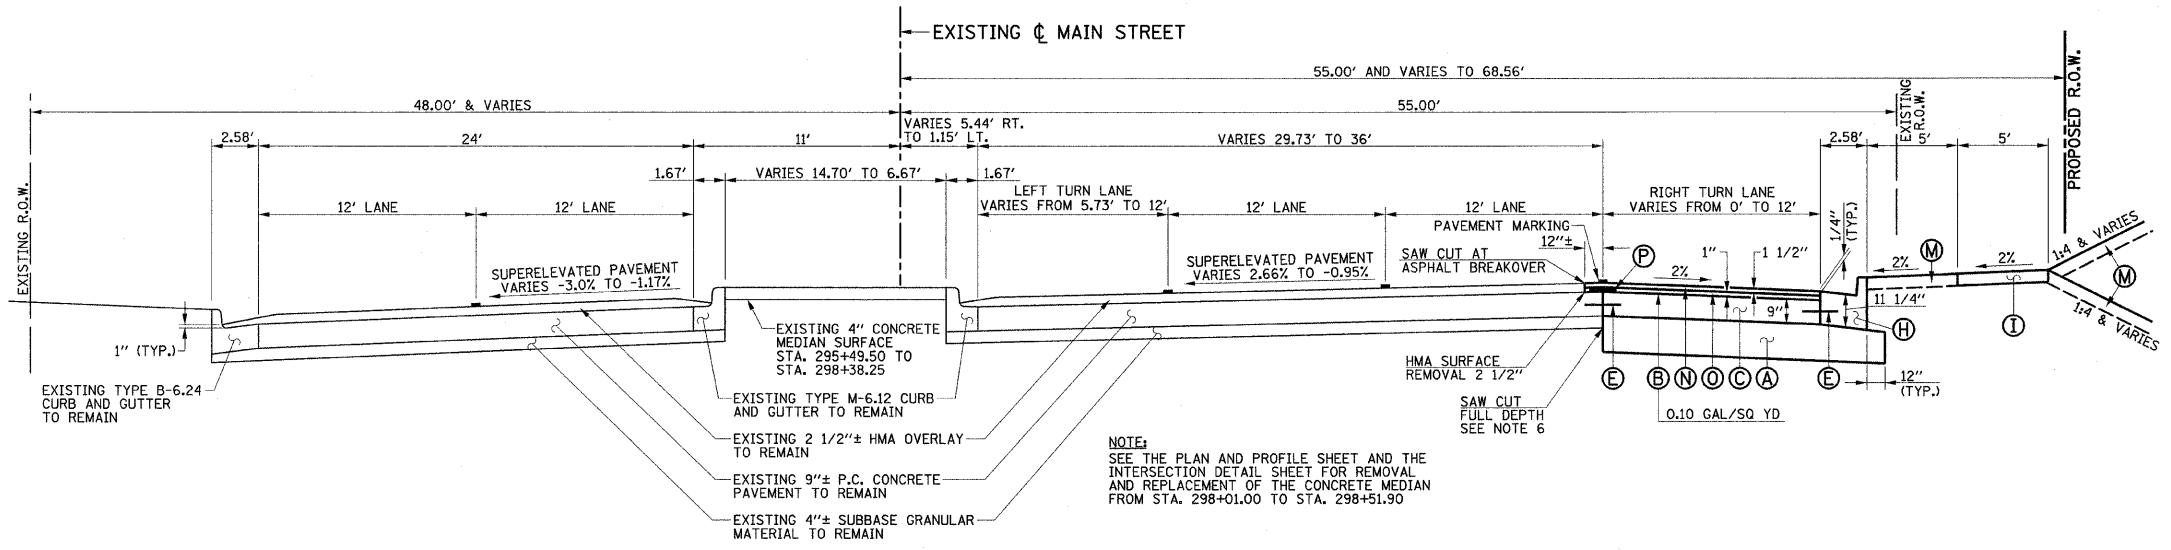 EXISTING ℄ MAIN STREET
55.00' AND VARIES TO 68.56'
48.00' & VARIES
55.00'
EXISTING R.O.W.
PROPOSED R.O.W.
VARIES 5.44' RT.
TO 1.15' LT.
2.58'
24'
11'
VARIES 29.73' TO 36'
2.58'
5'
5'
1.67'
VARIES 14.70' TO 6.67'
1.67'
EXISTING R.O.W.
12' LANE
12' LANE
LEFT TURN LANE
VARIES FROM 5.73' TO 12'
12' LANE
12' LANE
RIGHT TURN LANE
VARIES FROM 0' TO 12'
1/4"
(TYP.)
PAVEMENT MARKING
12"±
SAW CUT AT
ASPHALT BREAKOVER
P
1"
1 1/2"
2%
2%
M
2%
1:4 & VARIES
M
1:4 & VARIES
SUPERELEVATED PAVEMENT
VARIES -3.0% TO -1.17%
SUPERELEVATED PAVEMENT
VARIES 2.66% TO -0.95%
9"
11 1/4"
H
I
1" (TYP.)
EXISTING 4" CONCRETE
MEDIAN SURFACE
STA. 295+49.50 TO
STA. 298+38.25
HMA SURFACE
REMOVAL 2 1/2"
E
B
N
O
C
A
E
12"
(TYP.)
EXISTING TYPE B-6.24
CURB AND GUTTER
TO REMAIN
EXISTING TYPE M-6.12 CURB
AND GUTTER TO REMAIN
SAW CUT
FULL DEPTH
SEE NOTE 6
0.10 GAL/SQ YD
EXISTING 2 1/2"± HMA OVERLAY
TO REMAIN
EXISTING 9"± P.C. CONCRETE
PAVEMENT TO REMAIN
EXISTING 4"± SUBBASE GRANULAR
MATERIAL TO REMAIN
NOTE:
SEE THE PLAN AND PROFILE SHEET AND THE
INTERSECTION DETAIL SHEET FOR REMOVAL
AND REPLACEMENT OF THE CONCRETE MEDIAN
FROM STA. 298+01.00 TO STA. 298+51.90